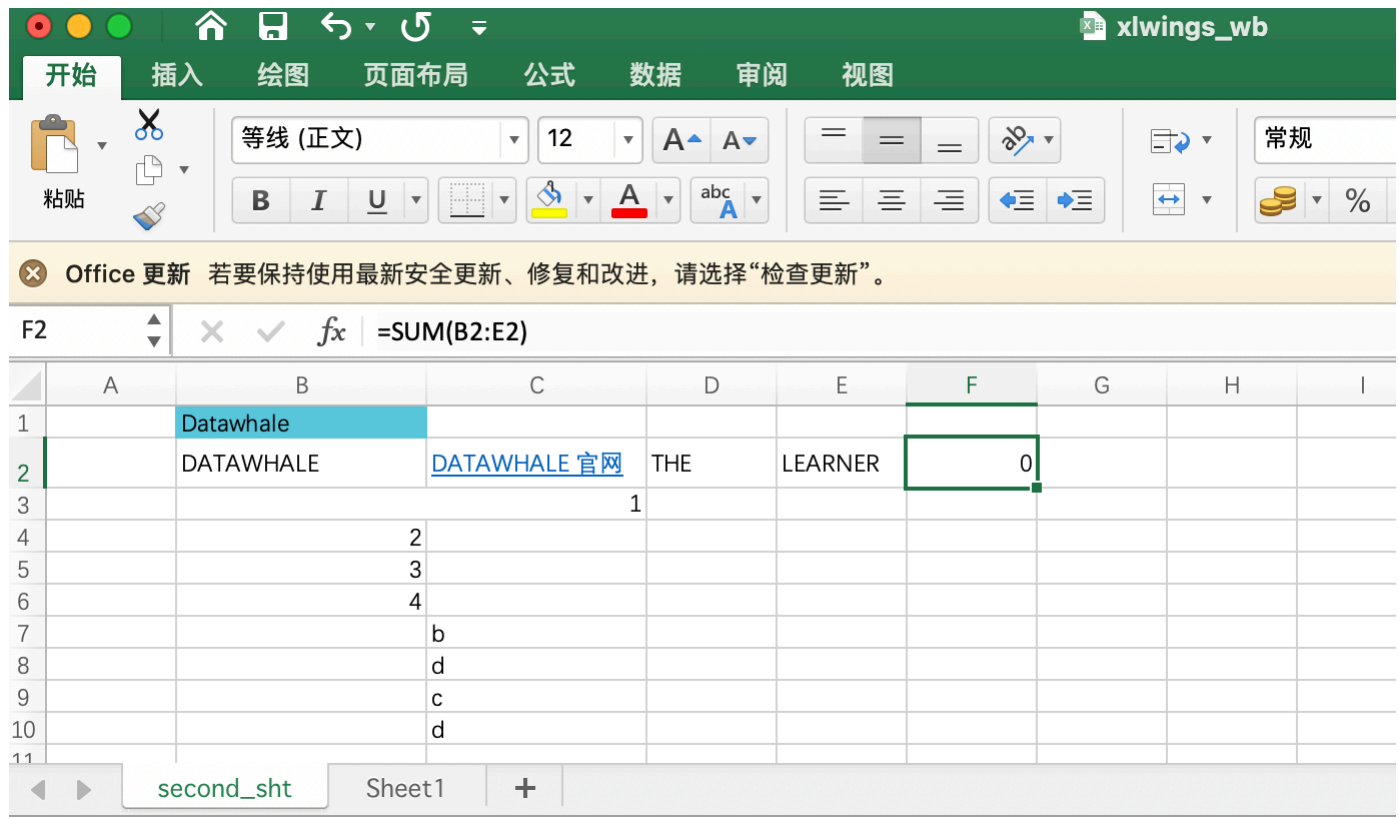 xlwings_wb
开始 插入 绘图 页面布局 公式 数据 审阅 视图
等线 (正文) 12 A A ab 常规
粘贴 B I U A abc A %
Office 更新 若要保持使用最新安全更新、修复和改进，请选择“检查更新”。
F2 fx =SUM(B2:E2)
A B C D E F G H I
1 Datawhale
2 DATAWHALE DATAWHALE 官网 THE LEARNER 0
3 1
4 2
5 3
6 4
7 b
8 d
9 c
10 d
11
second_sht Sheet1 +